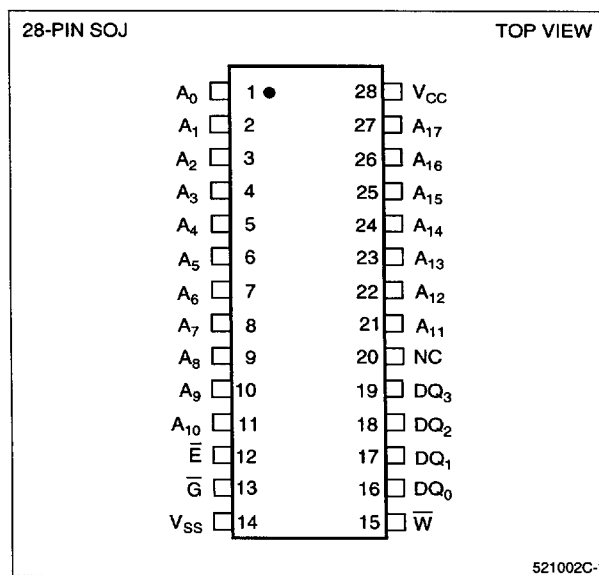 28-PIN SOJ TOP VIEW
A0 1 28 VCC
A1 2 27 A17
A2 3 26 A16
A3 4 25 A15
A4 5 24 A14
A5 6 23 A13
A6 7 22 A12
A7 8 21 A11
A8 9 20 NC
A9 10 19 DQ3
A10 11 18 DQ2
E̅ 12 17 DQ1
G̅ 13 16 DQ0
VSS 14 15 W̅
521002C-